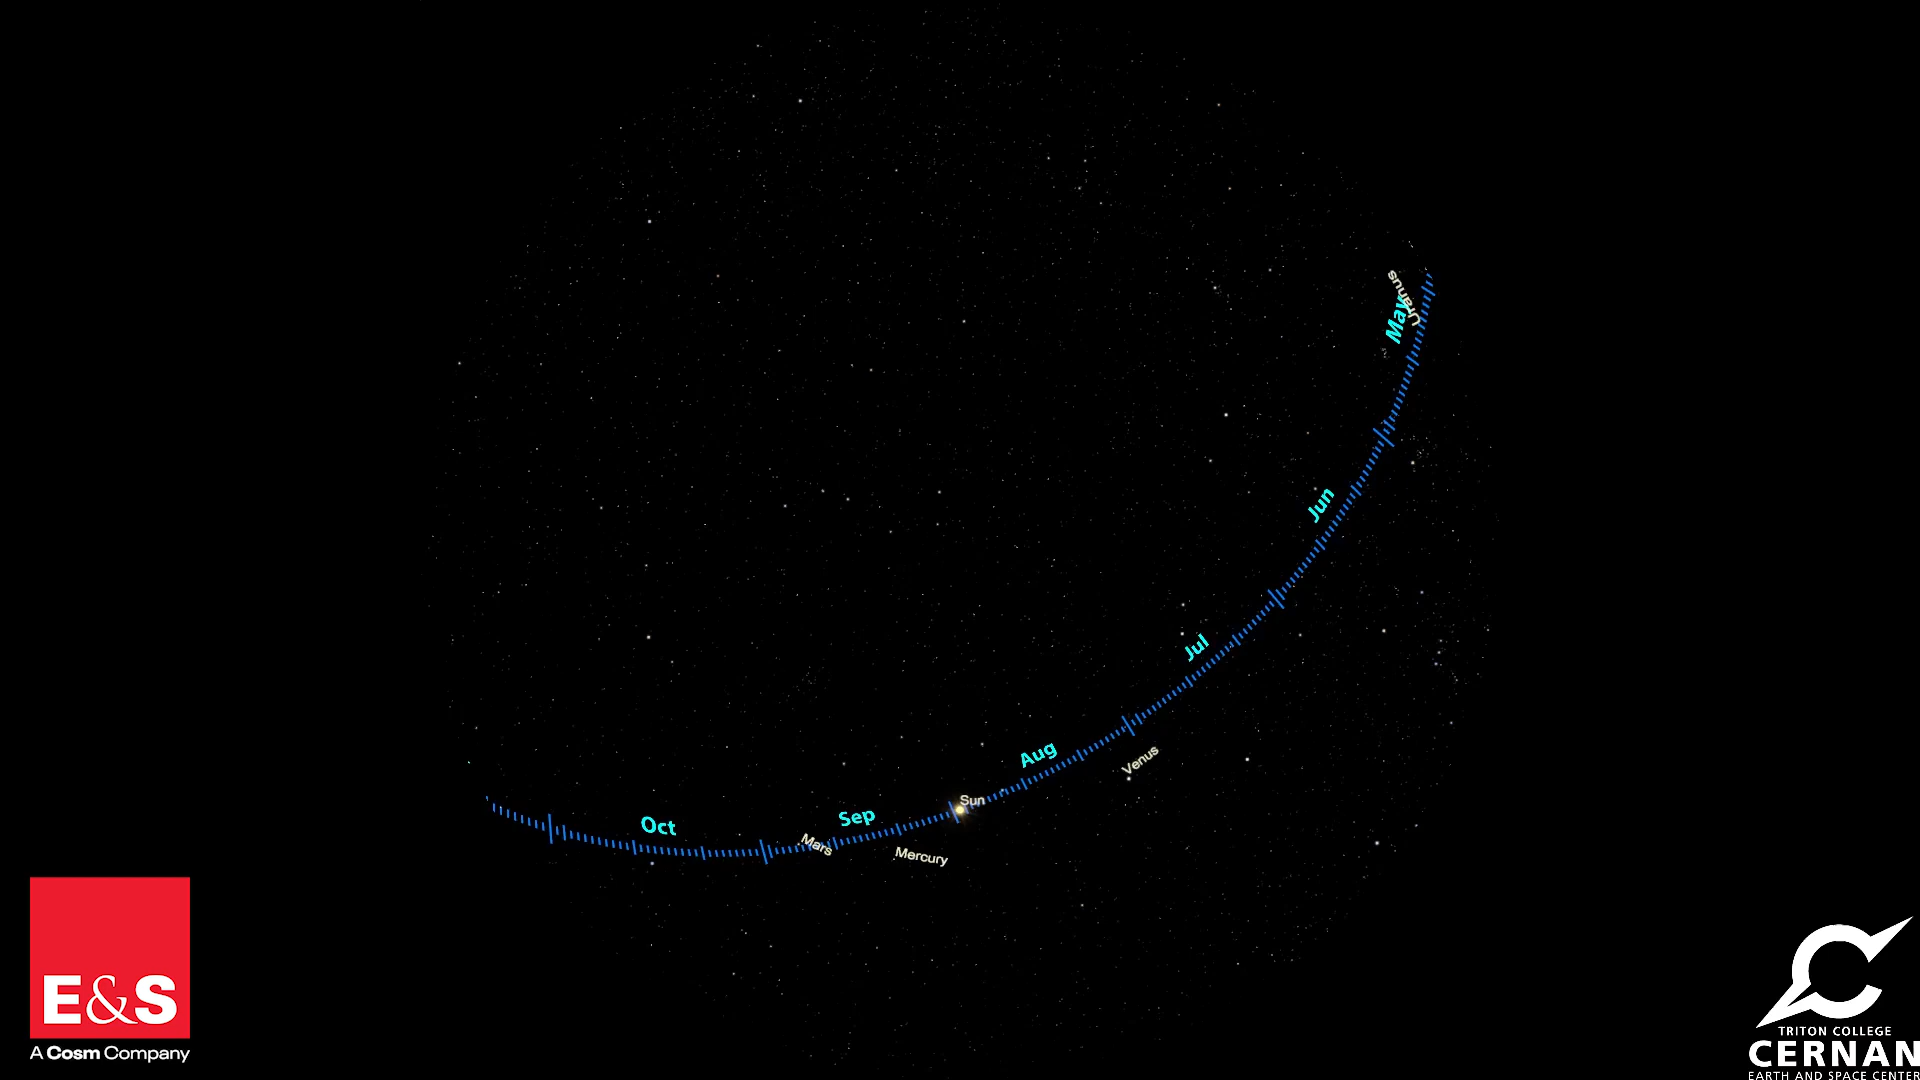 Uranus
May
Jun
Jul
Aug
Venus
Sun
Sep
Oct
Mars
Mercury
E&S
A Cosm Company
TRITON COLLEGE
CERNAN
EARTH AND SPACE CENTER